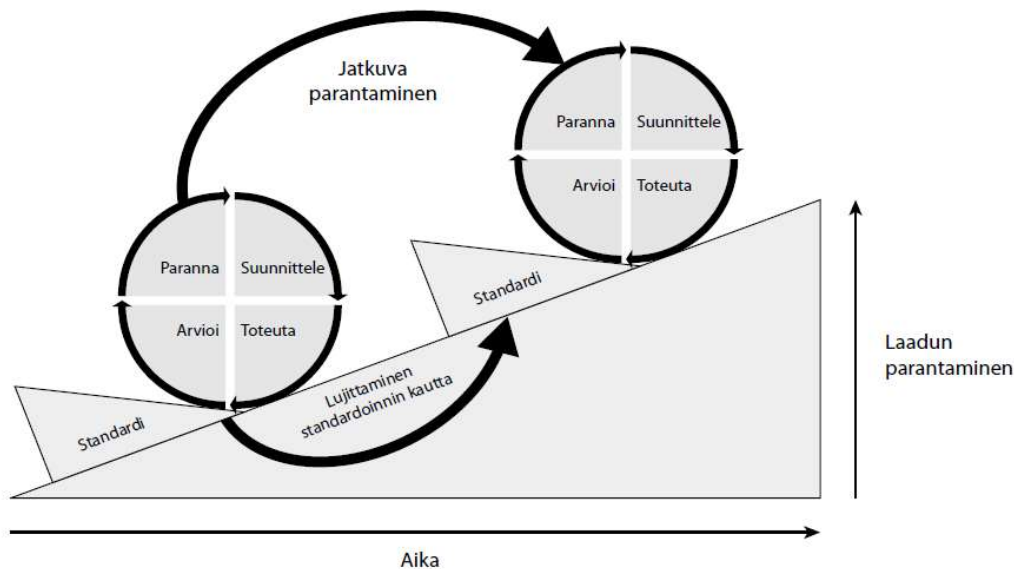 Jatkuva
parantaminen
Paranna
Suunnittele
Arvioi
Toteuta
Paranna
Suunnittele
Arvioi
Toteuta
Standardi
Standardi
Lujittaminen
standardoinnin kautta
Laadun
parantaminen
Aika